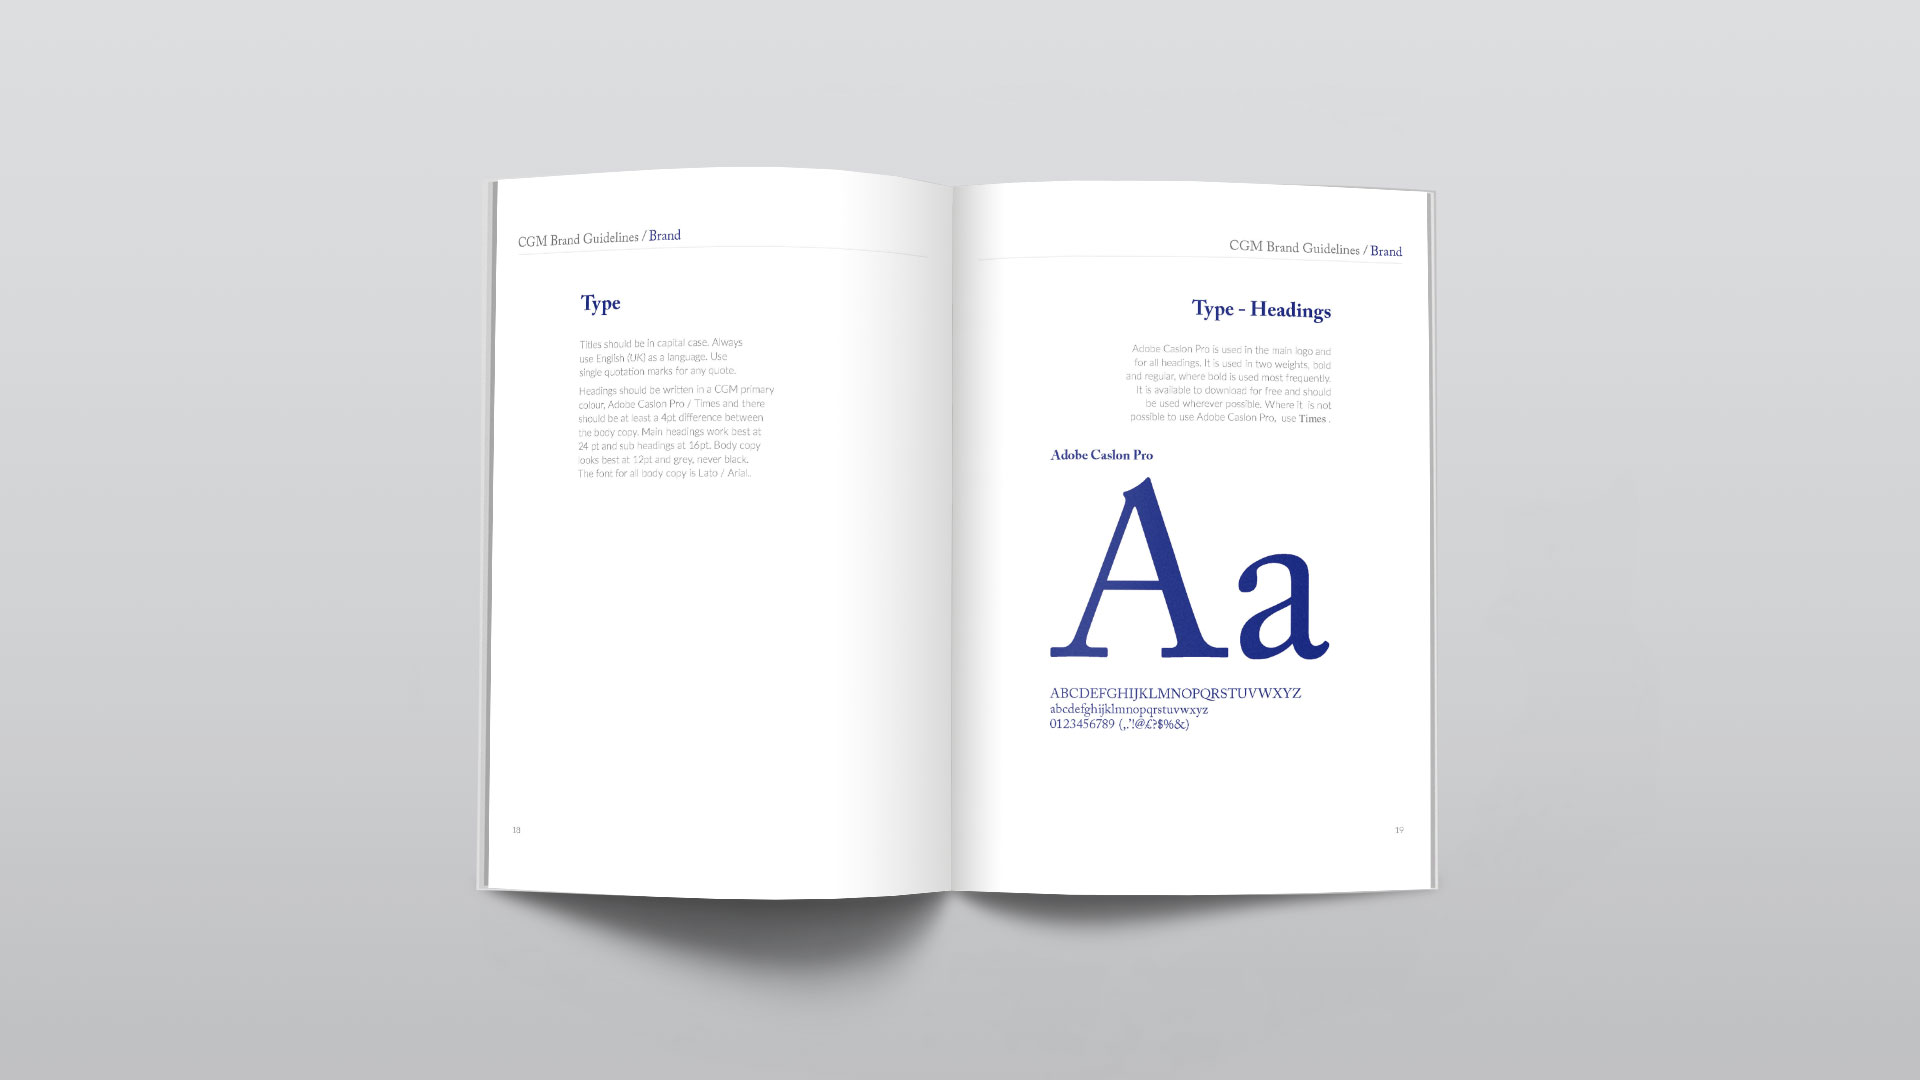 CGM Brand Guidelines / Brand
Type
Titles should be in capital case. Always
use English (UK) as a language. Use
single quotation marks for any quote.
Headings should be written in a CGM primary
colour, Adobe Caslon Pro / Times and there
should be at least a 4pt difference between
the body copy. Main headings work best at
24 pt and sub headings at 16pt. Body copy
looks best at 12pt and grey, never black.
The font for all body copy is Lato / Arial..
18
CGM Brand Guidelines / Brand
Type - Headings
Adobe Caslon Pro is used in the main logo and
for all headings. It is used in two weights, bold
and regular, where bold is used most frequently.
It is available to download for free and should
be used wherever possible. Where it is not
possible to use Adobe Caslon Pro, use Times .
Adobe Caslon Pro
Aa
ABCDEFGHIJKLMNOPQRSTUVWXYZ
abcdefghijklmnopqrstuvwxyz
0123456789 (,.'!@£?$%&)
19